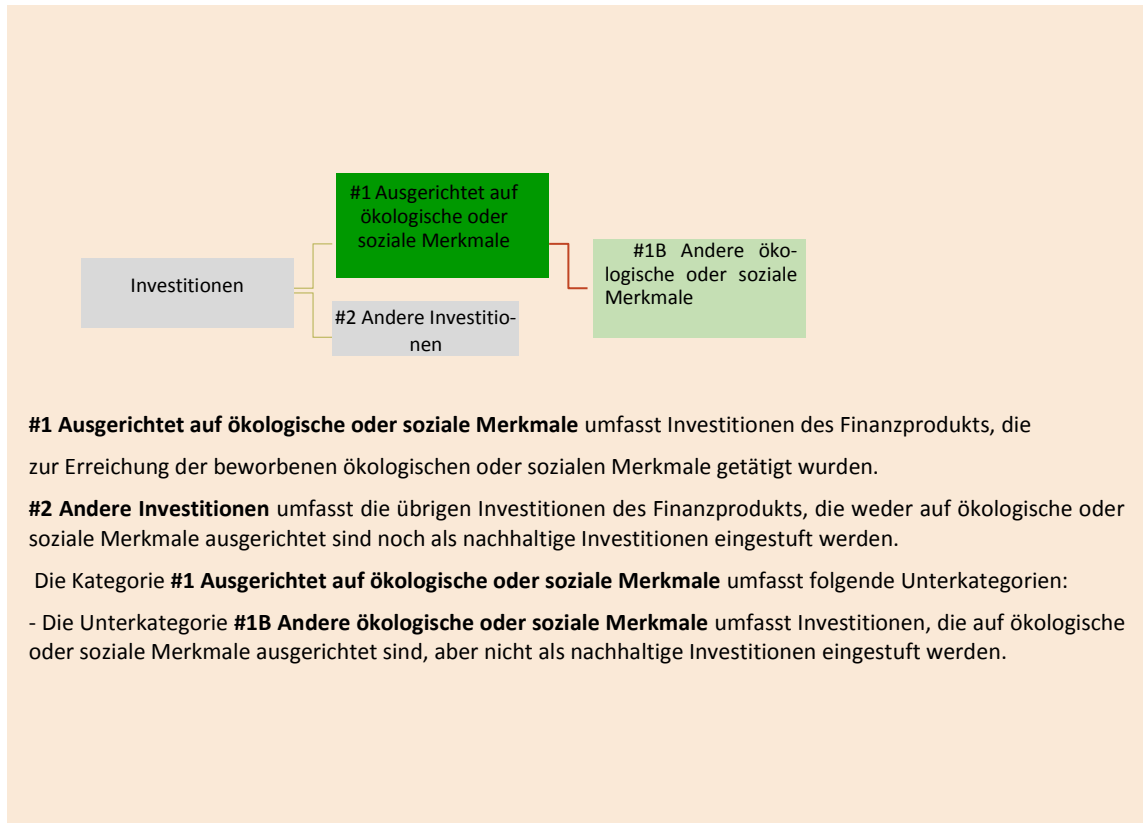 #1 Ausgerichtet auf
ökologische oder
soziale Merkmale
#1B Andere öko-
logische oder soziale
Merkmale
Investitionen
#2 Andere Investitio-
nen
#1 Ausgerichtet auf ökologische oder soziale Merkmale umfasst Investitionen des Finanzprodukts, die
zur Erreichung der beworbenen ökologischen oder sozialen Merkmale getätigt wurden.
#2 Andere Investitionen umfasst die übrigen Investitionen des Finanzprodukts, die weder auf ökologische oder
soziale Merkmale ausgerichtet sind noch als nachhaltige Investitionen eingestuft werden.
Die Kategorie #1 Ausgerichtet auf ökologische oder soziale Merkmale umfasst folgende Unterkategorien:
- Die Unterkategorie #1B Andere ökologische oder soziale Merkmale umfasst Investitionen, die auf ökologische
oder soziale Merkmale ausgerichtet sind, aber nicht als nachhaltige Investitionen eingestuft werden.